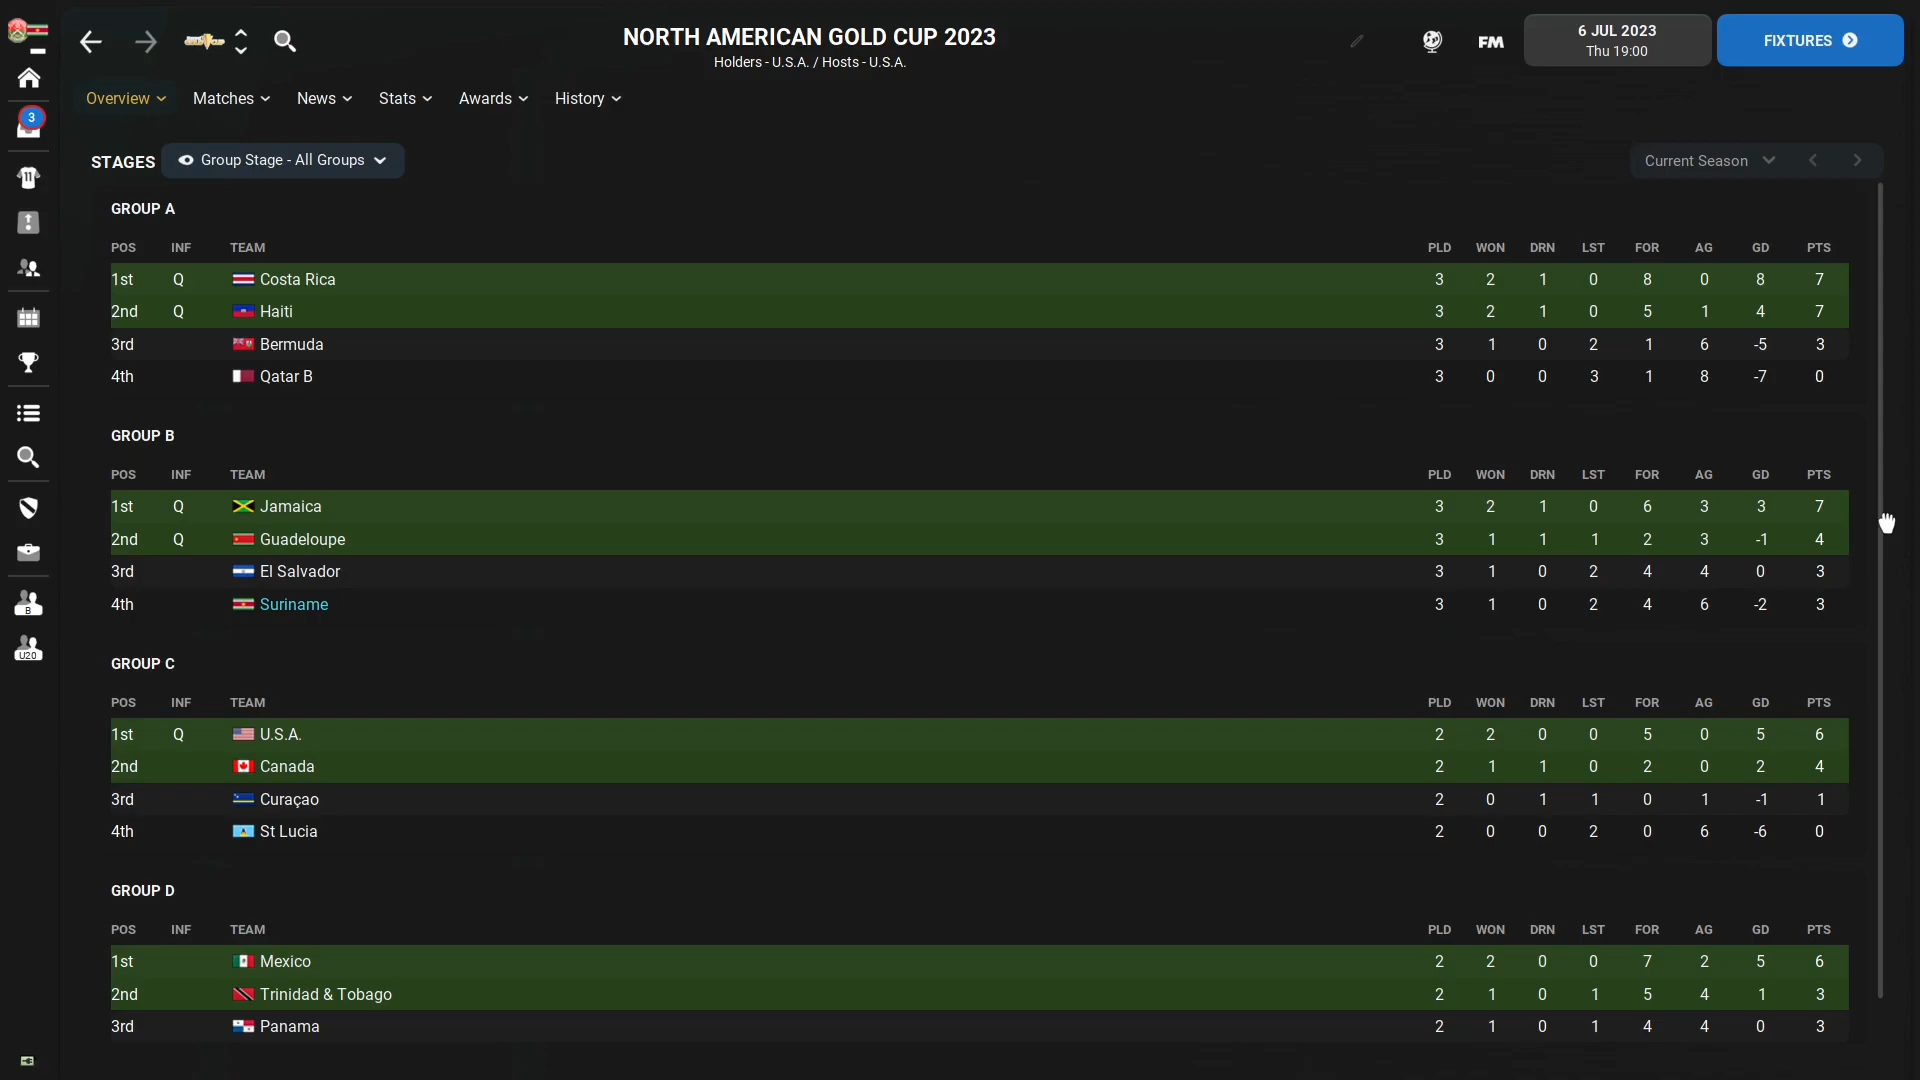 NORTH AMERICAN GOLD CUP 2023
Holders - U.S.A. / Hosts - U.S.A.
FM
6 JUL 2023
Thu 19:00
FIXTURES
3
Overview Matches News Stats Awards History
STAGES Group Stage - All Groups Current Season
11
GROUP A
POS INF TEAM PLD WON DRN LST FOR AG GD PTS
1st Q Costa Rica 3 2 1 0 8 0 8 7
2nd Q Haiti 3 2 1 0 5 1 4 7
3rd Bermuda 3 1 0 2 1 6 -5 3
4th Qatar B 3 0 0 3 1 8 -7 0
GROUP B
POS INF TEAM PLD WON DRN LST FOR AG GD PTS
1st Q Jamaica 3 2 1 0 6 3 3 7
2nd Q Guadeloupe 3 1 1 1 2 3 -1 4
3rd El Salvador 3 1 0 2 4 4 0 3
4th Suriname 3 1 0 2 4 6 -2 3
B
U20
GROUP C
POS INF TEAM PLD WON DRN LST FOR AG GD PTS
1st Q U.S.A. 2 2 0 0 5 0 5 6
2nd Canada 2 1 1 0 2 0 2 4
3rd Curaçao 2 0 1 1 0 1 -1 1
4th St Lucia 2 0 0 2 0 6 -6 0
GROUP D
POS INF TEAM PLD WON DRN LST FOR AG GD PTS
1st Mexico 2 2 0 0 7 2 5 6
2nd Trinidad & Tobago 2 1 0 1 5 4 1 3
3rd Panama 2 1 0 1 4 4 0 3